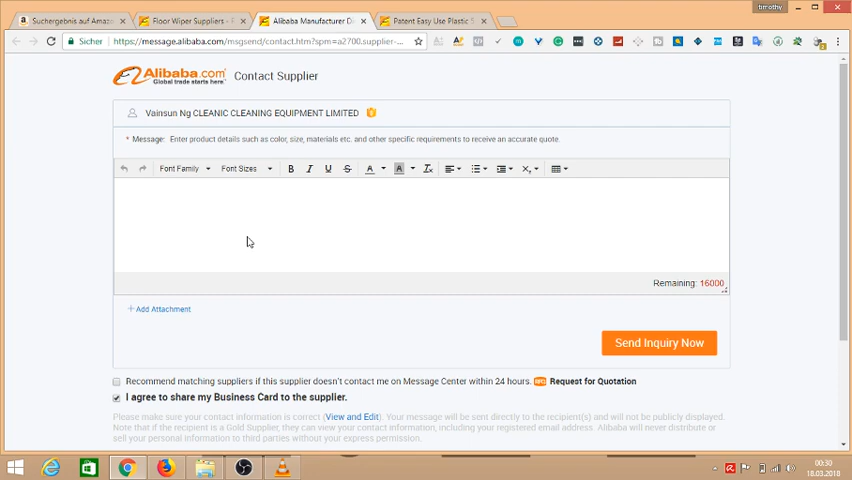 timothy
Suchergebnis auf Amazo
Floor Wiper Suppliers -
Alibaba Manufacturer Di
Patent Easy Use Plastic S
Sicher
https://message.alibaba.com/msgsend/contact.htm?spm=a2700.supplier-...
Alibaba.com
Global trade starts here.
Contact Supplier
Vainsun Ng CLEANIC CLEANING EQUIPMENT LIMITED
* Message: Enter product details such as color, size, materials etc. and other specific requirements to receive an accurate quote.
Font Family
Font Sizes
B I U S A A
Remaining: 16000
+ Add Attachment
Send Inquiry Now
Recommend matching suppliers if this supplier doesn't contact me on Message Center within 24 hours. RFQ Request for Quotation
I agree to share my Business Card to the supplier.
Please make sure your contact information is correct (View and Edit). Your message will be sent directly to the recipient(s) and will not be publicly displayed.
Note that if the recipient is a Gold Supplier, they can view your contact information, including your registered email address. Alibaba will never distribute or
sell your personal information to third parties without your express permission.
00:30
18.03.2018